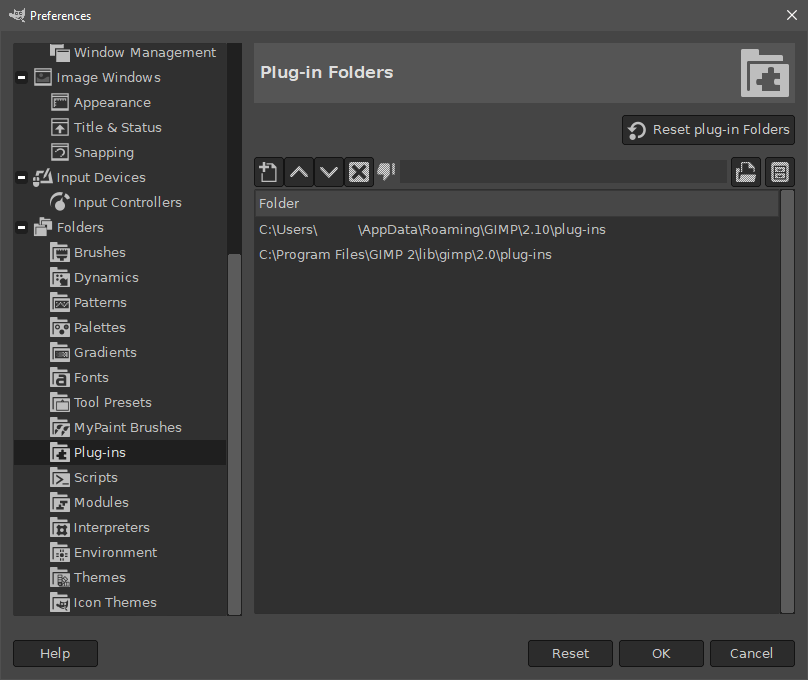 Preferences
Window Management
Image Windows
Appearance
Title & Status
Snapping
Input Devices
Input Controllers
Folders
Brushes
Dynamics
Patterns
Palettes
Gradients
Fonts
Tool Presets
MyPaint Brushes
Plug-ins
Scripts
Modules
Interpreters
Environment
Themes
Icon Themes
Plug-in Folders
Reset plug-in Folders
Folder
C:\Users\ \AppData\Roaming\GIMP\2.10\plug-ins
C:\Program Files\GIMP 2\lib\gimp\2.0\plug-ins
Help
Reset
OK
Cancel